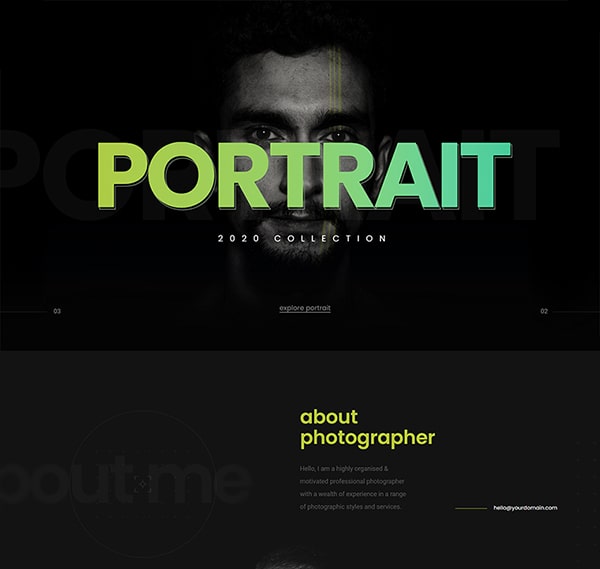 PORTRAIT
PORTRAIT
2020 COLLECTION
03
explore portrait
02
about
photographer
bout me
Hello, I am a highly organised &
motivated professional photographer
with a wealth of experience in a range
of photographic styles and services.
hello@yourdomain.com